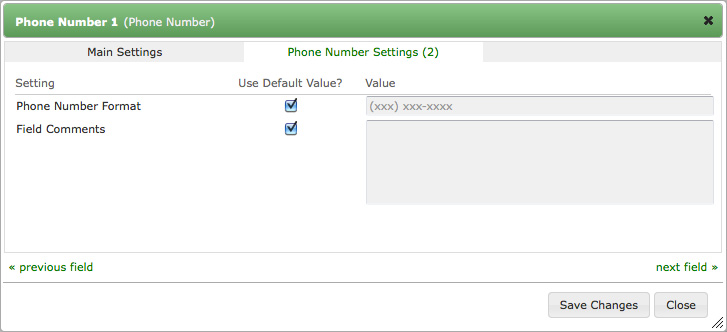 Phone Number 1 (Phone Number)
Main Settings
Phone Number Settings (2)
Setting
Use Default Value?
Value
Phone Number Format
(xxx) xxx-xxxx
Field Comments
« previous field
next field »
Save Changes
Close